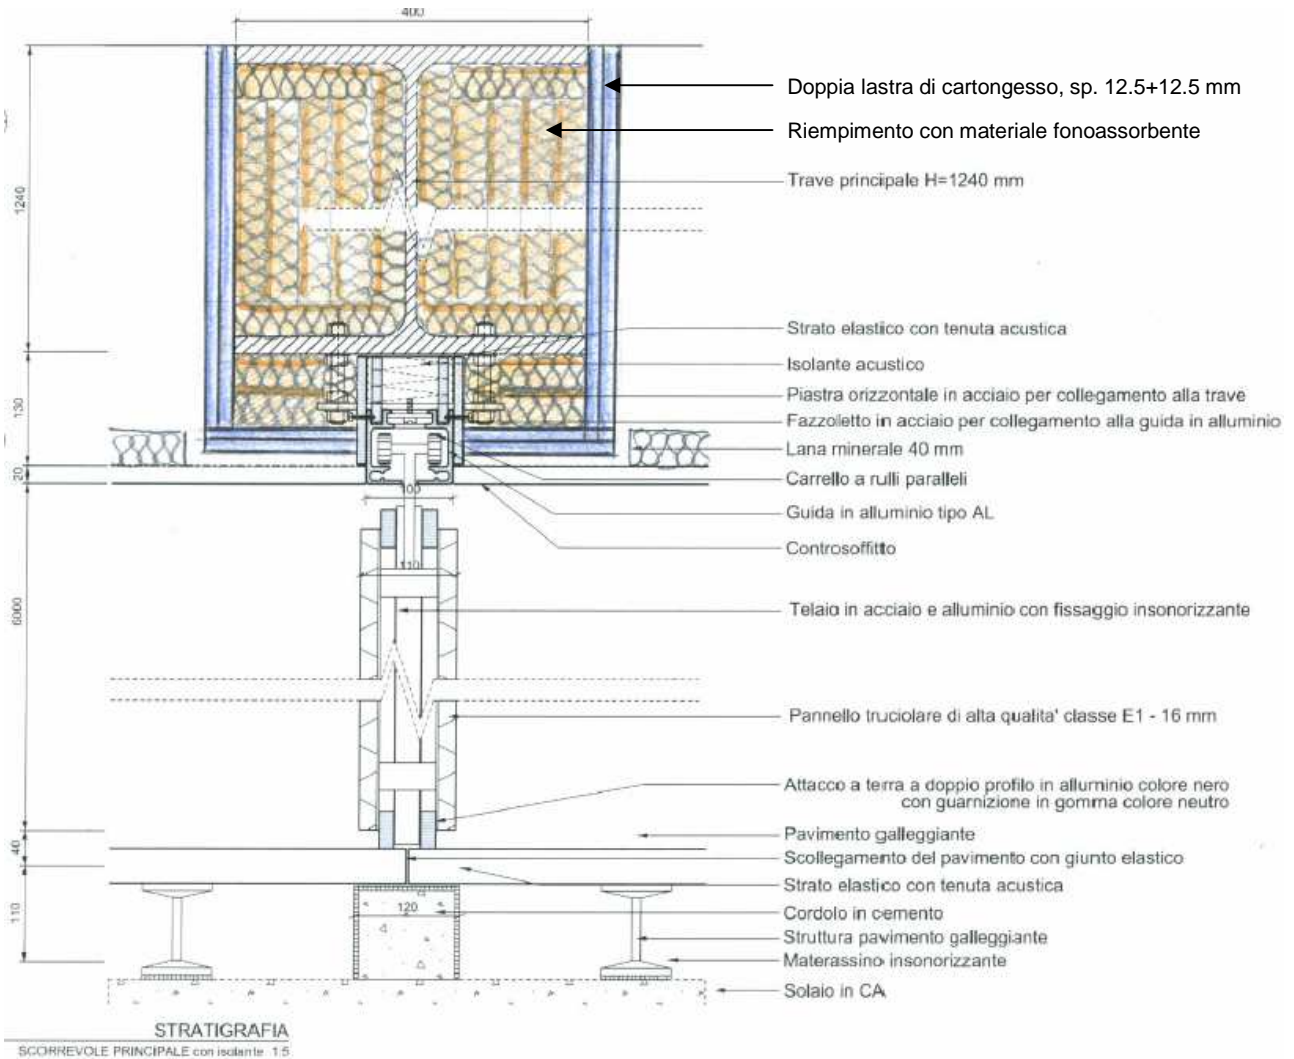 400
Doppia lastra di cartongesso, sp. 12.5+12.5 mm
Riempimento con materiale fonoassorbente
Trave principale H=1240 mm
1240
Strato elastico con tenuta acustica
Isolante acustico
Piastra orizzontale in acciaio per collegamento alla trave
130
Fazzoletto in acciaio per collegamento alla guida in alluminio
Lana minerale 40 mm
20
Carrello a rulli paralleli
100
Guida in alluminio tipo AL
Controsoffitto
110
6000
Telaio in acciaio e alluminio con fissaggio insonorizzante
Pannello truciolare di alta qualita' classe E1 - 16 mm
Attacco a terra a doppio profilo in alluminio colore nero
con guarnizione in gomma colore neutro
Pavimento galleggiante
40
Scollegamento del pavimento con giunto elastico
Strato elastico con tenuta acustica
120
Cordolo in cemento
110
Struttura pavimento galleggiante
Materassino insonorizzante
Solaio in CA
STRATIGRAFIA
SCORREVOLE PRINCIPALE con isolante 1:5